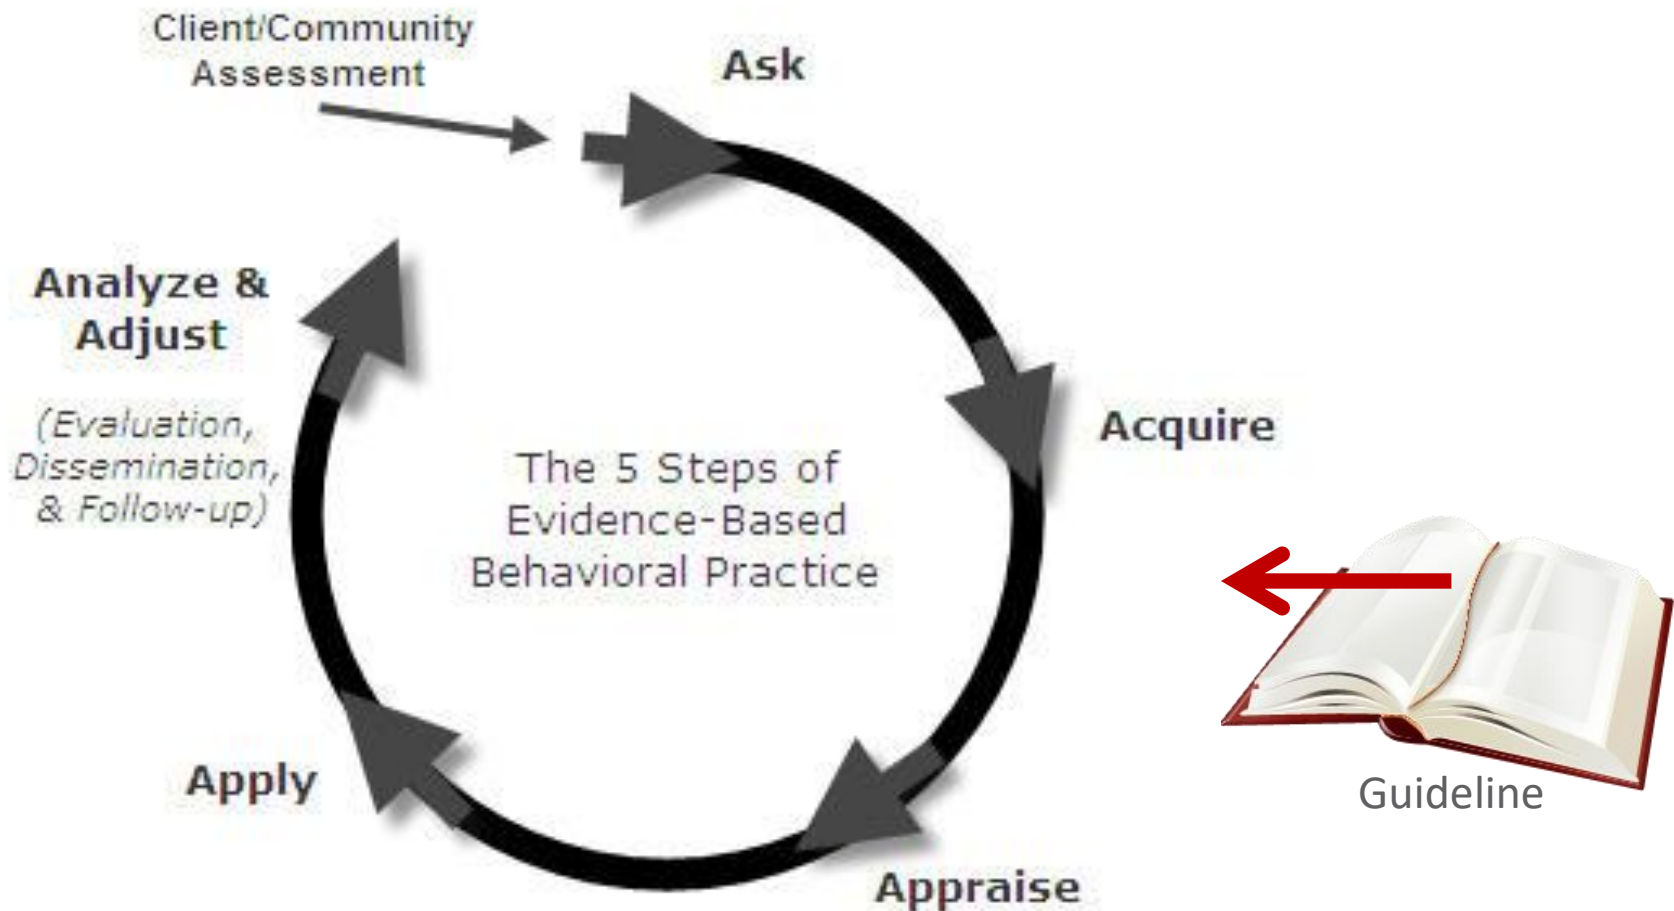 Client/Community
Assessment
Ask
Acquire
Appraise
Apply
Analyze &
Adjust
(Evaluation,
Dissemination,
& Follow-up)
The 5 Steps of
Evidence-Based
Behavioral Practice
Guideline